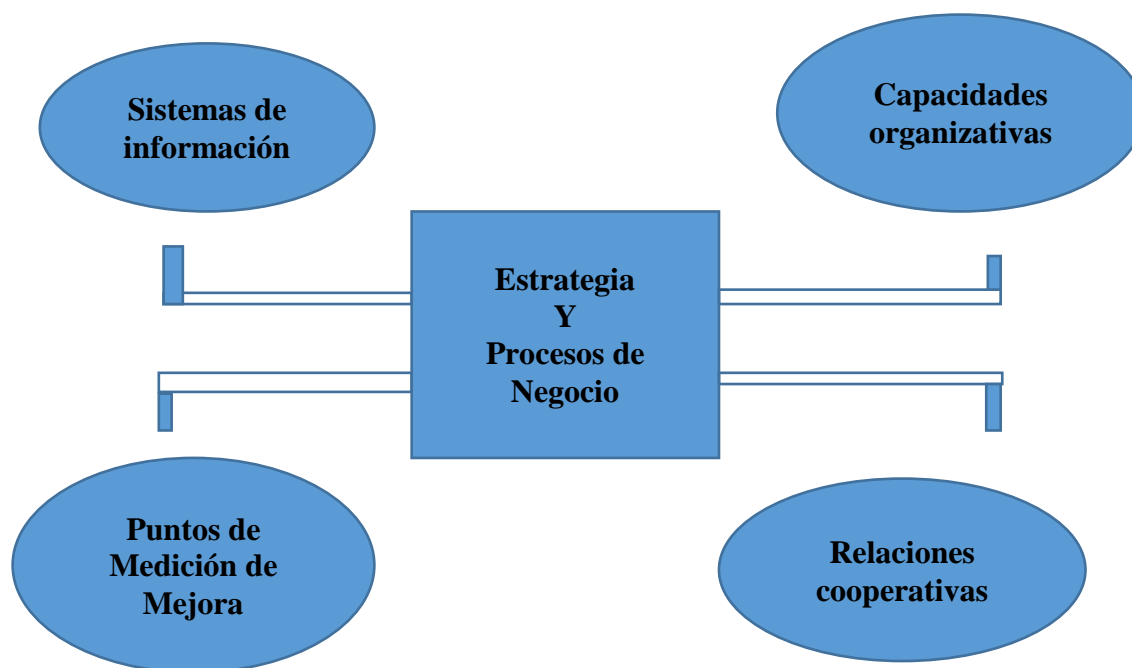 Sistemas de
información
Capacidades
organizativas
Estrategia
Y
Procesos de
Negocio
Puntos de
Medición de
Mejora
Relaciones
cooperativas